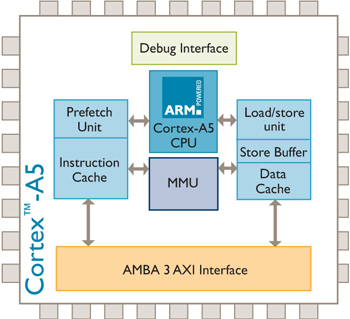 Debug Interface
Prefetch
Unit
Instruction
Cache
ARM POWERED
Cortex-A5
CPU
MMU
Load/store
unit
Store Buffer
Data
Cache
AMBA 3 AXI Interface
Cortex™-A5